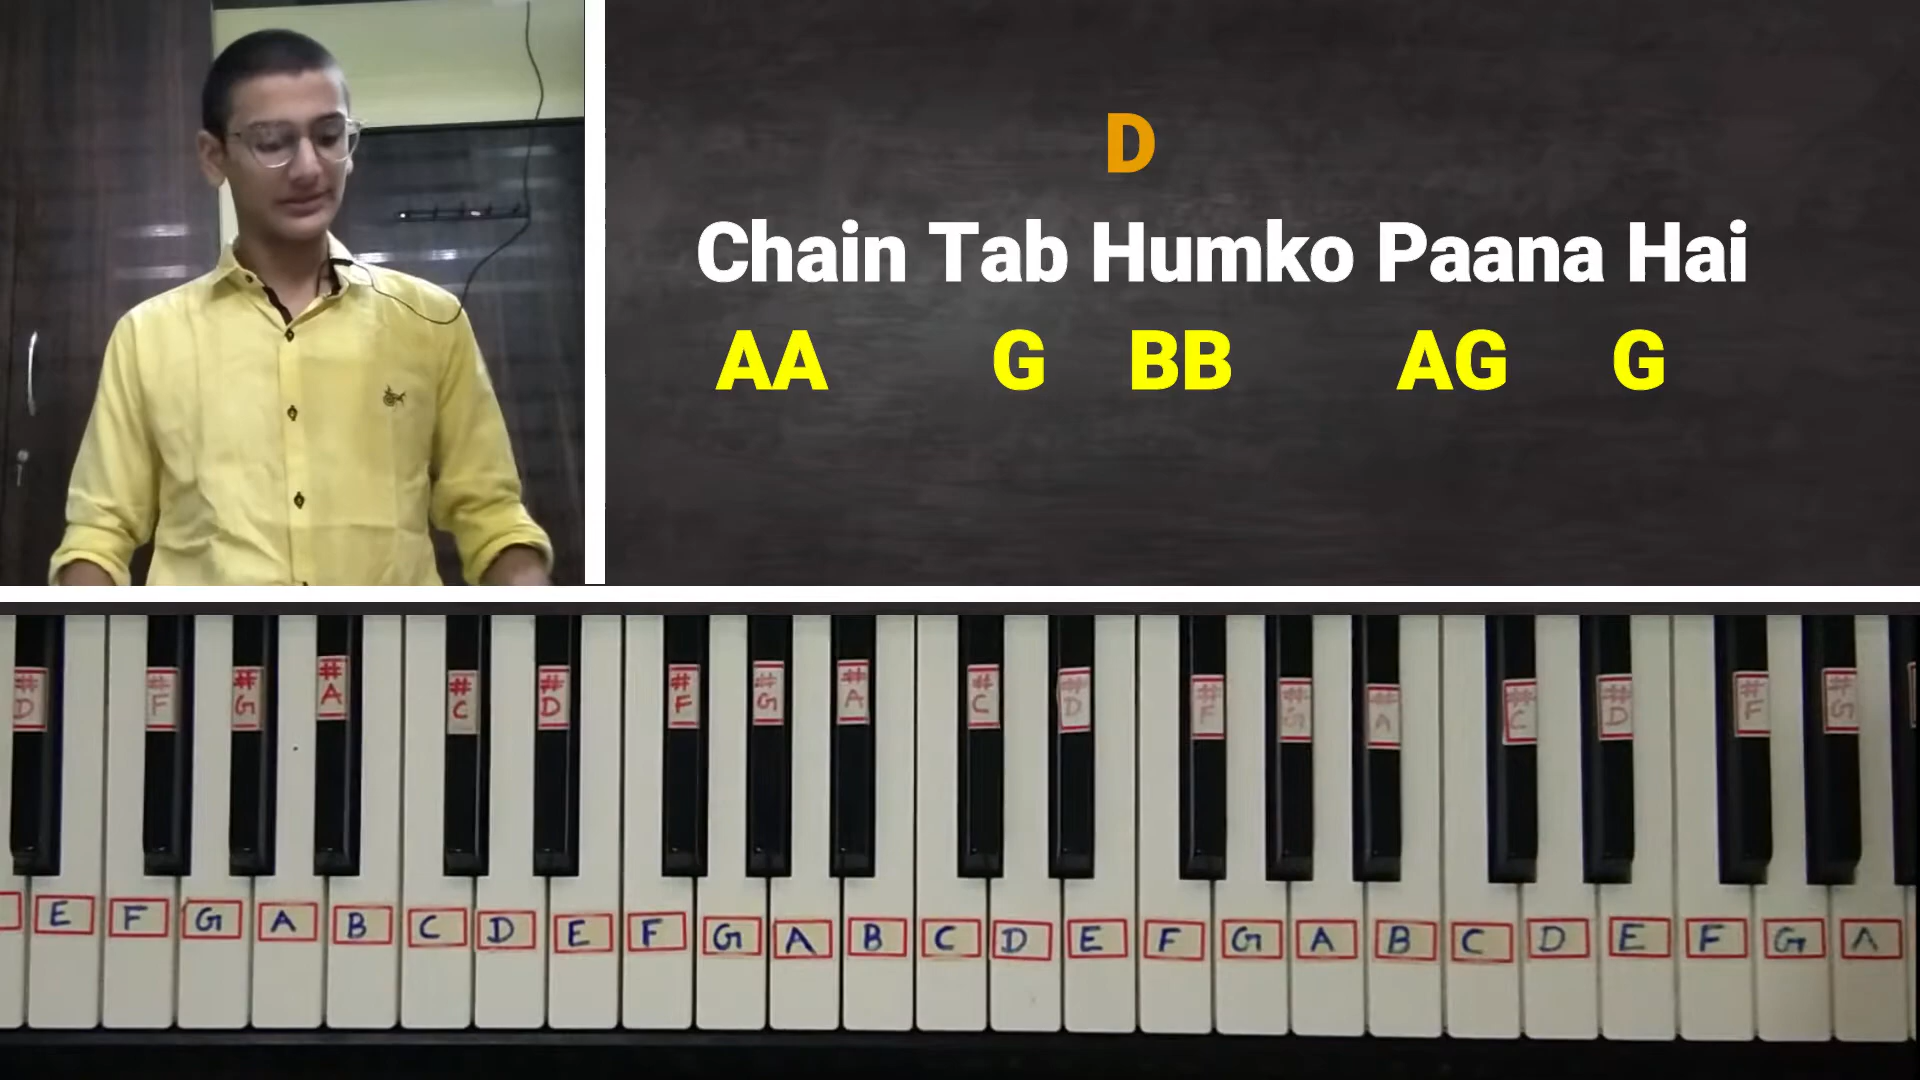 D
Chain Tab Humko Paana Hai
AA G BB AG G
#D #F #G #A #C #D #F #G #A #C #D #F #G #A #C #D #F #G
E F G A B C D E F G A B C D E F G A B C D E F G A